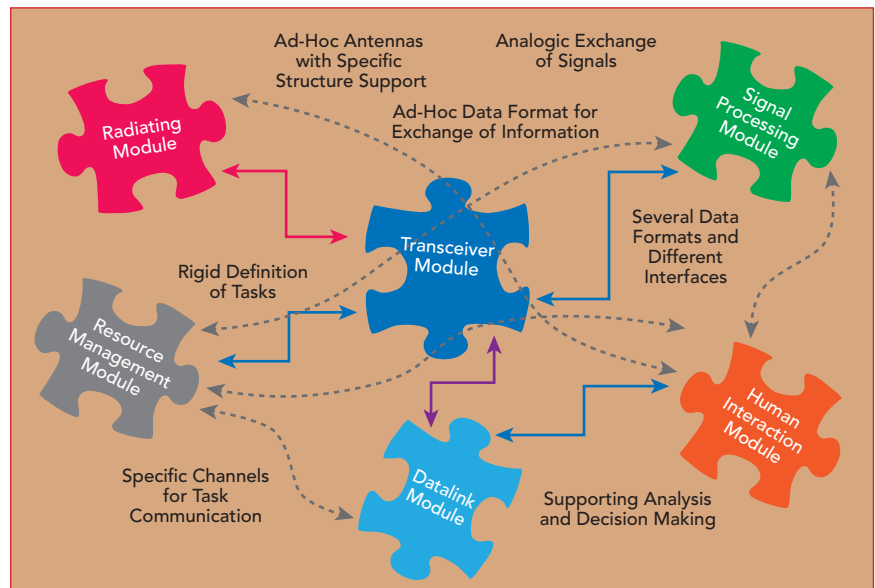 Ad-Hoc Antennas
with Specific
Structure Support
Analogic Exchange
of Signals
Ad-Hoc Data Format for
Exchange of Information
Radiating
Module
Signal
Processing
Module
Transceiver
Module
Several Data
Formats and
Different
Interfaces
Rigid Definition
of Tasks
Resource
Management
Module
Human
Interaction
Module
Datalink
Module
Specific Channels
for Task
Communication
Supporting Analysis
and Decision Making